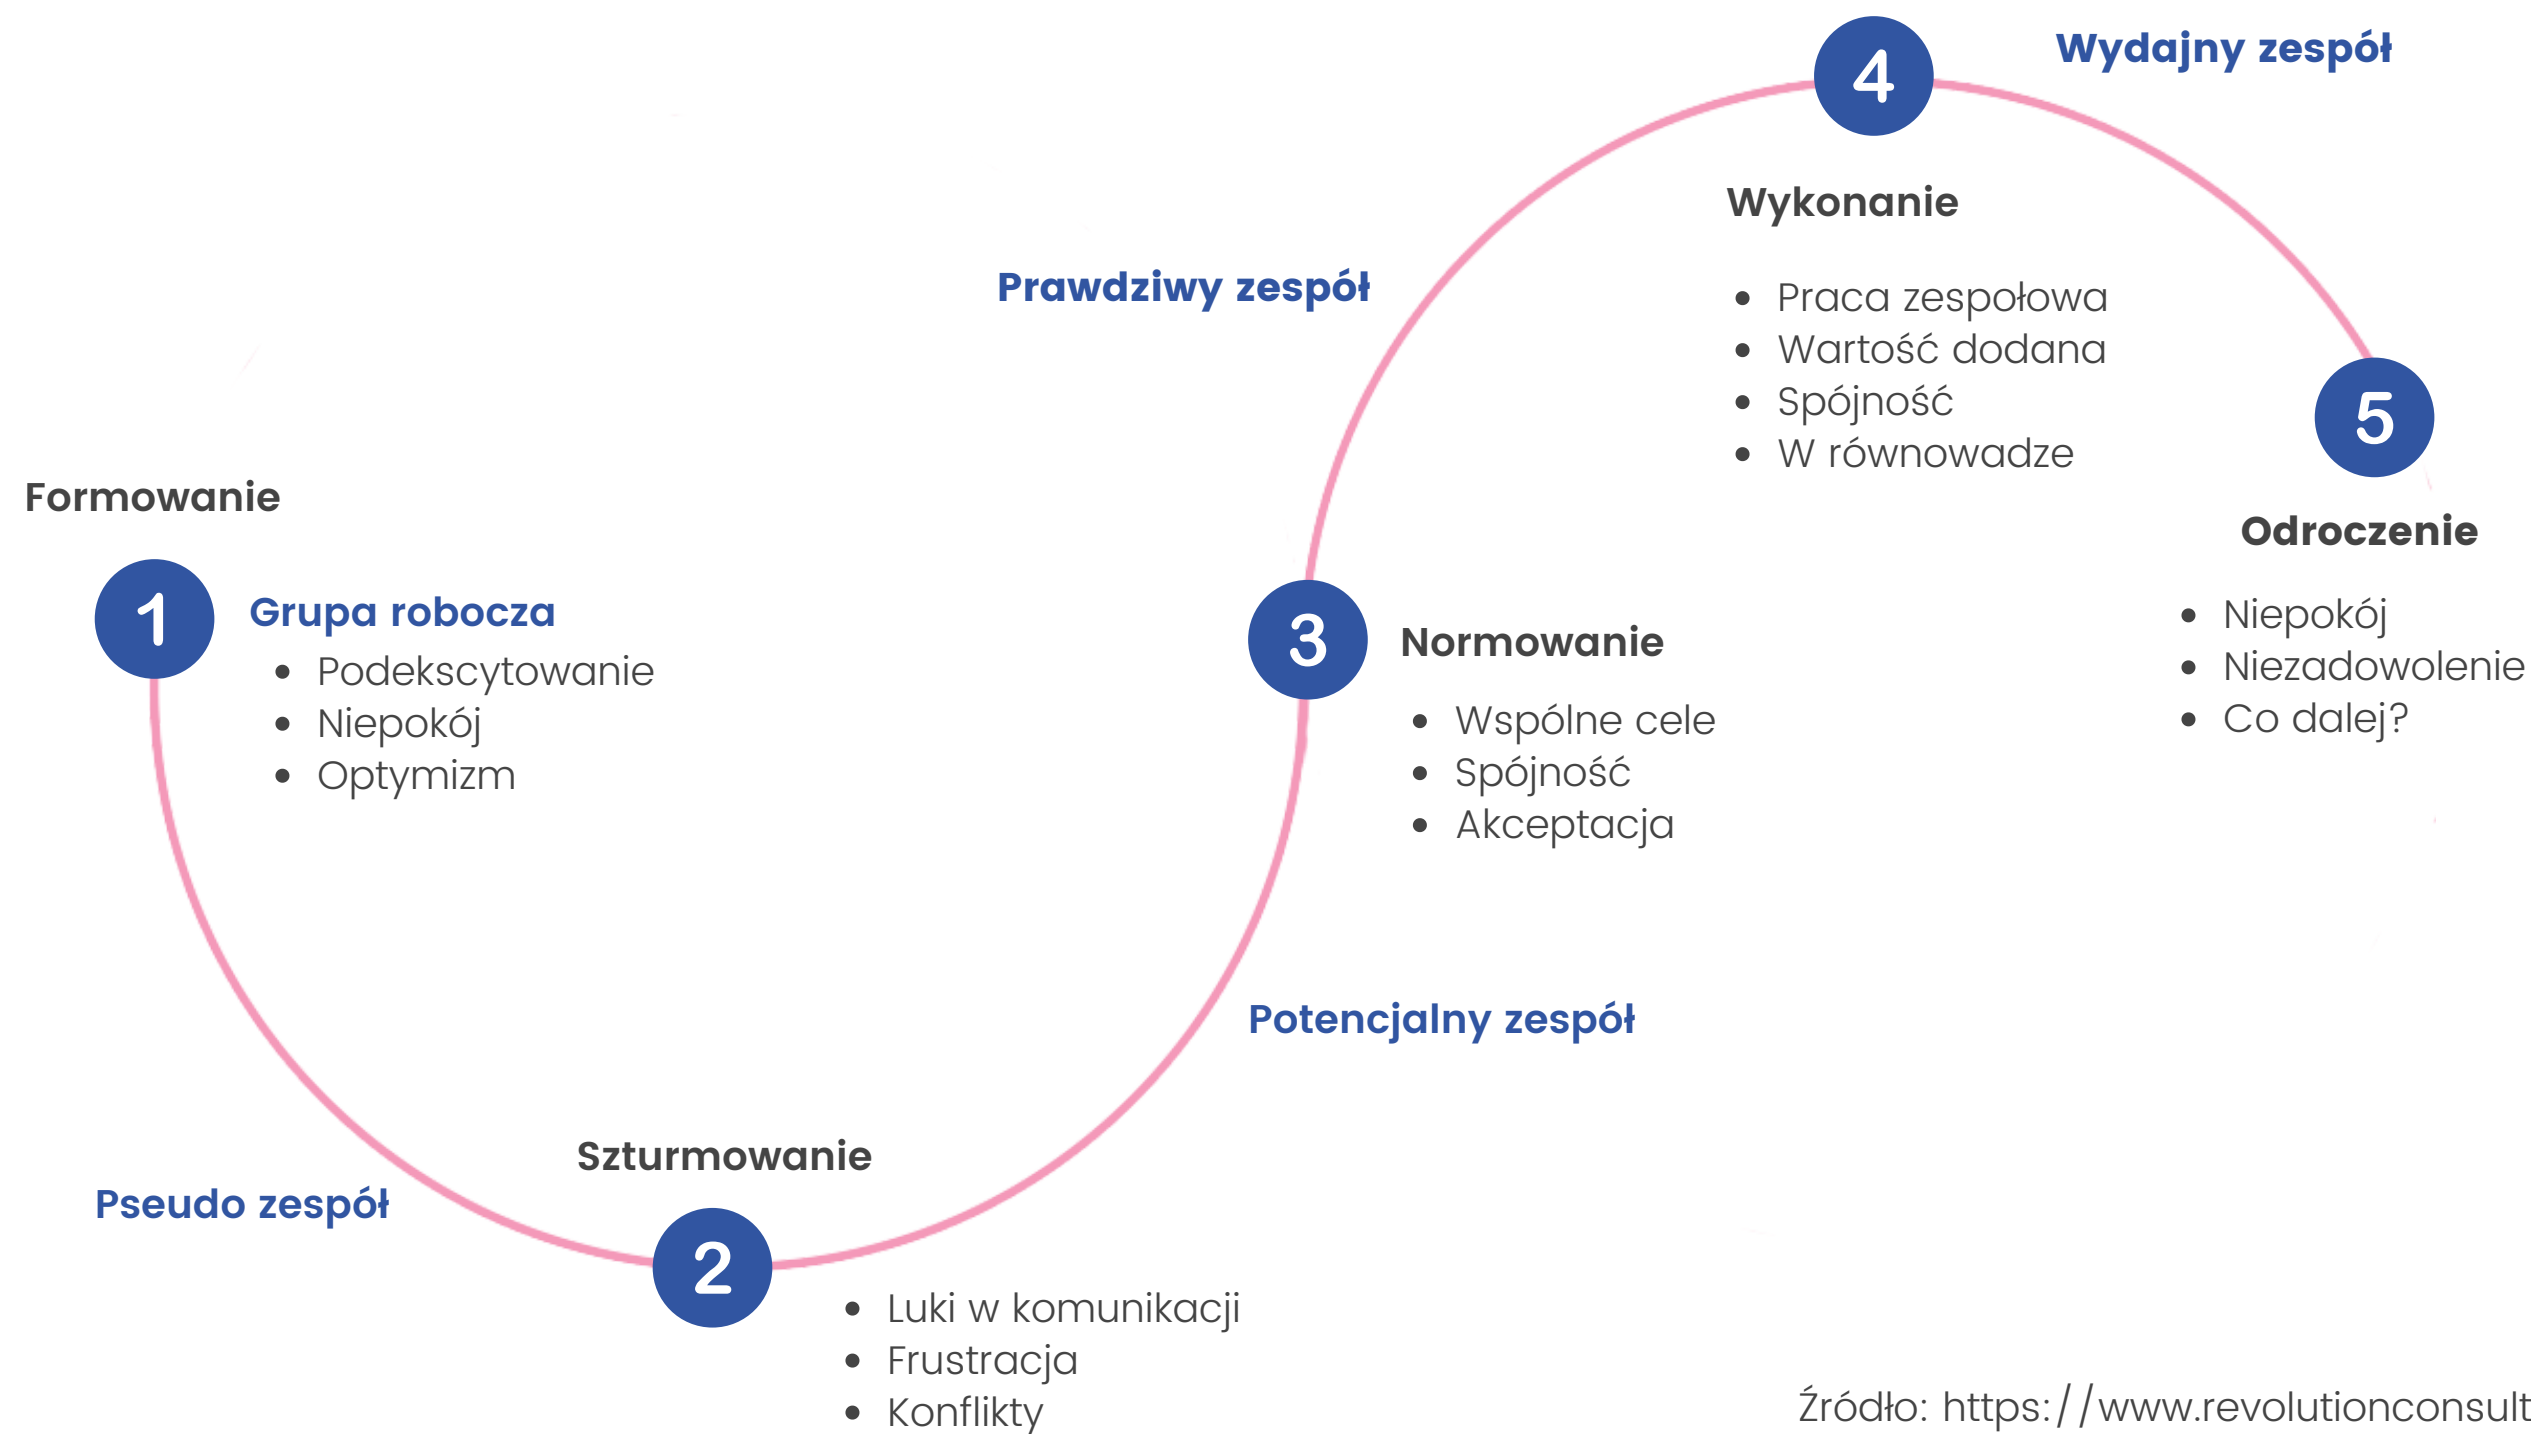 Formowanie
1
Grupa robocza
Podekscytowanie
Niepokój
Optymizm
Pseudo zespół
Szturmowanie
2
Luki w komunikacji
Frustracja
Konflikty
Potencjalny zespół
3
Normowanie
Wspólne cele
Spójność
Akceptacja
Prawdziwy zespół
4
Wykonanie
Praca zespołowa
Wartość dodana
Spójność
W równowadze
Wydajny zespół
5
Odroczenie
Niepokój
Niezadowolenie
Co dalej?
Źródło: https://www.revolutionconsult